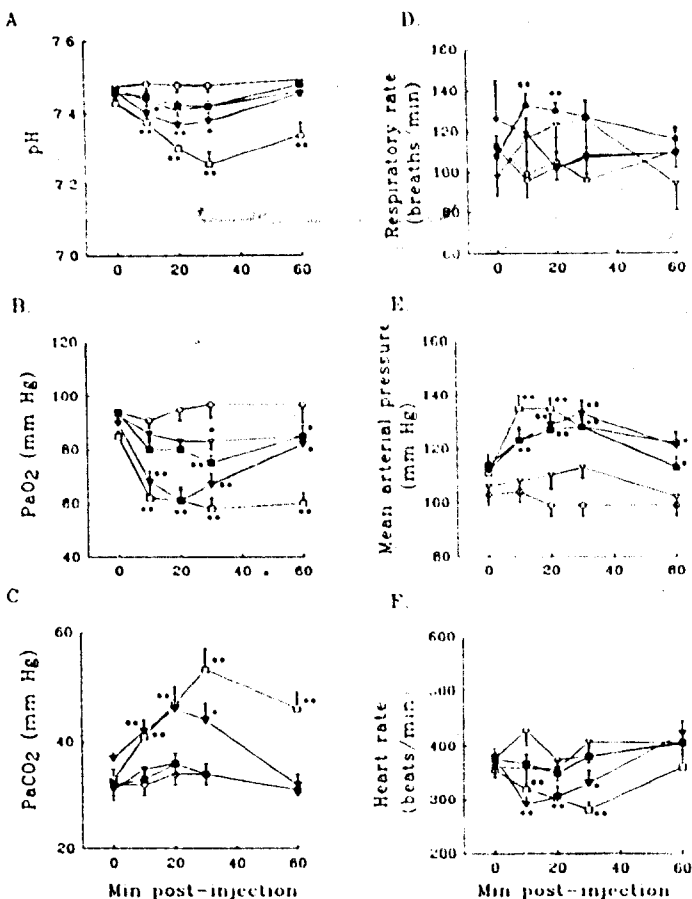 A
7.6
7.4
7.2
7.0
pH
0 20 40 60
B.
120
100
80
60
40
PaO2 (mm Hg)
0 20 40 60
C
60
40
20
PaCO2 (mm Hg)
0 20 40 60
Min post-injection
D.
160
140
120
100
80
60
Respiratory rate
(breaths/min)
0 20 40 60
E.
160
140
120
100
80
Mean arterial pressure
(mm Hg)
0 20 40 60
F.
600
400
300
200
Heart rate
(beats/min)
0 20 40 60
Min post-injection